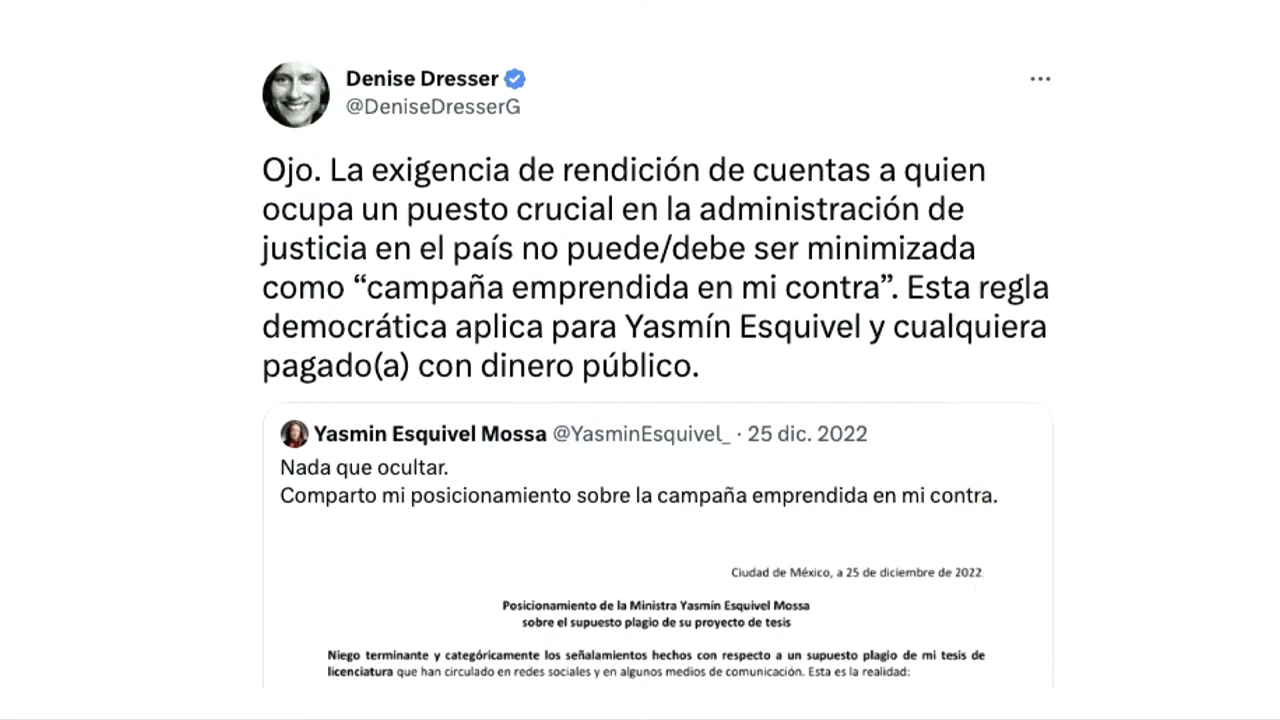 Denise Dresser
@DeniseDresserG
Ojo. La exigencia de rendición de cuentas a quien
ocupa un puesto crucial en la administración de
justicia en el país no puede/debe ser minimizada
como “campaña emprendida en mi contra”. Esta regla
democrática aplica para Yasmín Esquivel y cualquiera
pagado(a) con dinero público.
Yasmin Esquivel Mossa @YasminEsquivel_ · 25 dic. 2022
Nada que ocultar.
Comparto mi posicionamiento sobre la campaña emprendida en mi contra.
Ciudad de México, a 25 de diciembre de 2022
Posicionamiento de la Ministra Yasmín Esquivel Mossa
sobre el supuesto plagio de su proyecto de tesis
Niego terminante y categóricamente los señalamientos hechos con respecto a un supuesto plagio de mi tesis de
licenciatura que han circulado en redes sociales y en algunos medios de comunicación. Esta es la realidad: